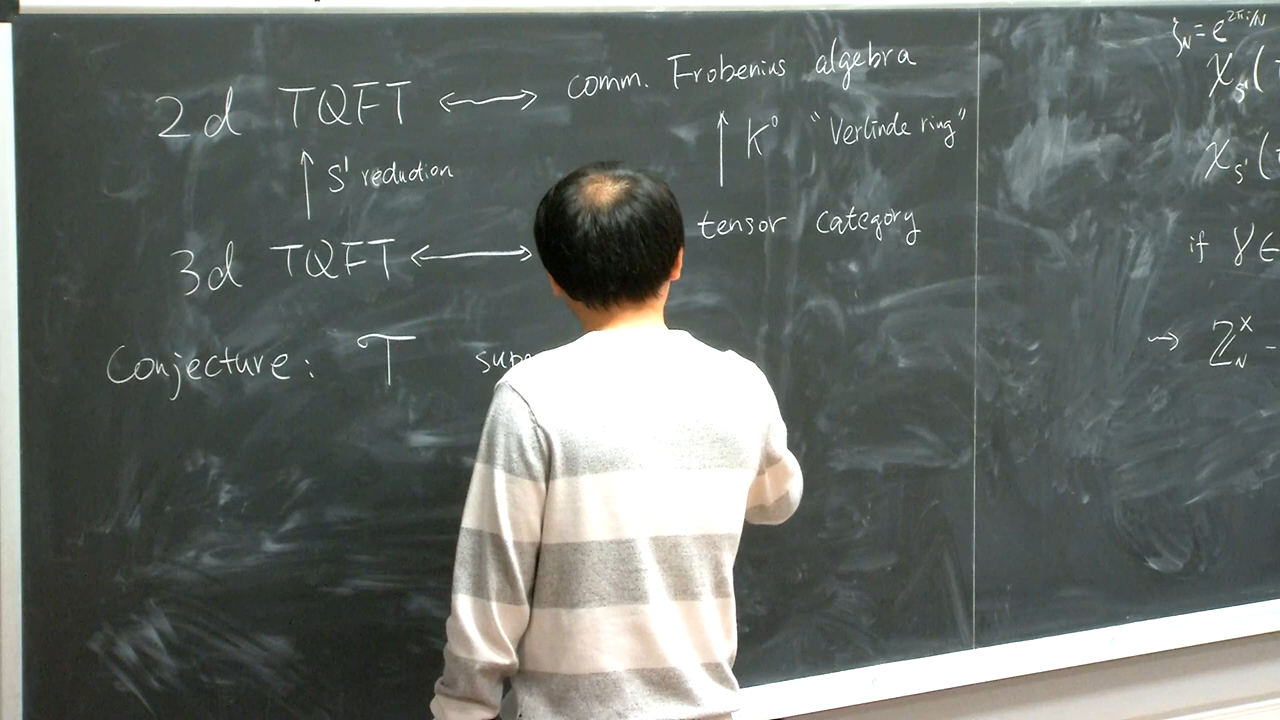 2d TQFT ⟷ comm. Frobenius algebra
↑ S¹ reduction ↑ K⁰ "Verlinde ring"
3d TQFT ⟷ tensor category
Conjecture: T
ζ_N = e^{2πi/N}
χ_S'(
χ_S'(
if γ ∈
→ ℤ_N^×